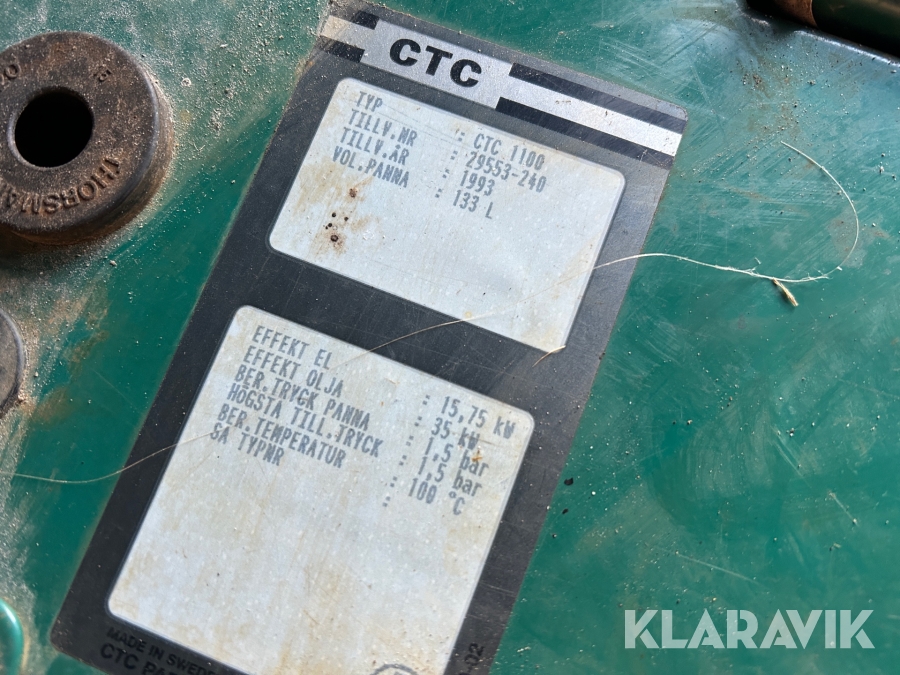 CTC
TYP : CTC 1100
TILLV.NR : 29553-240
TILLV.ÅR : 1993
VOL.PANNA : 133 L
EFFEKT EL : 15,75 kW
EFFEKT OLJA : 35 kW
BER.TRYCK PANNA : 1,5 bar
HÖGSTA TILL.TRYCK : 1,5 bar
BER.TEMPERATUR : 100 °C
SA TYPNR :
MADE IN SWEDE
CTC
KLARAVIK